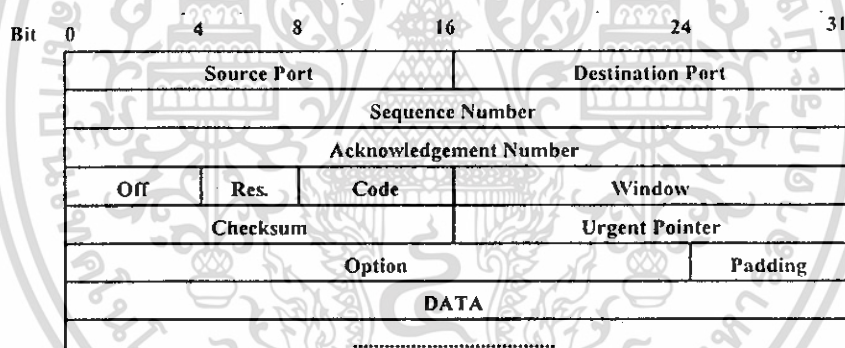 Bit 0 4 8 16 24 31
Source Port Destination Port
Sequence Number
Acknowledgement Number
Off Res. Code Window
Checksum Urgent Pointer
Option Padding
DATA